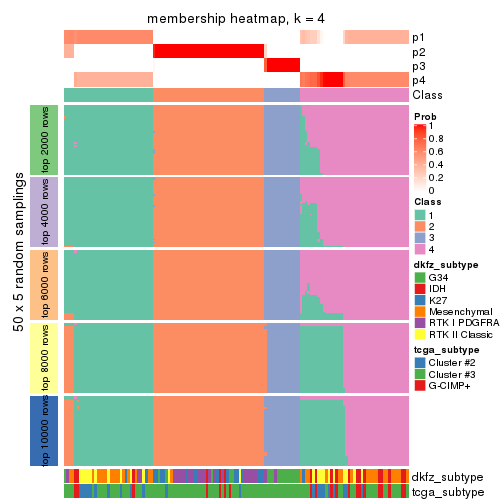 membership heatmap, k = 4
p1
p2
p3
p4
Class
50 x 5 random samplings
top 2000 rows
top 4000 rows
top 6000 rows
top 8000 rows
top 10000 rows
Prob
1
0.8
0.6
0.4
0.2
0
Class
1
2
3
4
dkfz_subtype
G34
IDH
K27
Mesenchymal
RTK I PDGFRA
RTK II Classic
tcga_subtype
Cluster #2
Cluster #3
G-CIMP+
dkfz_subtype
tcga_subtype